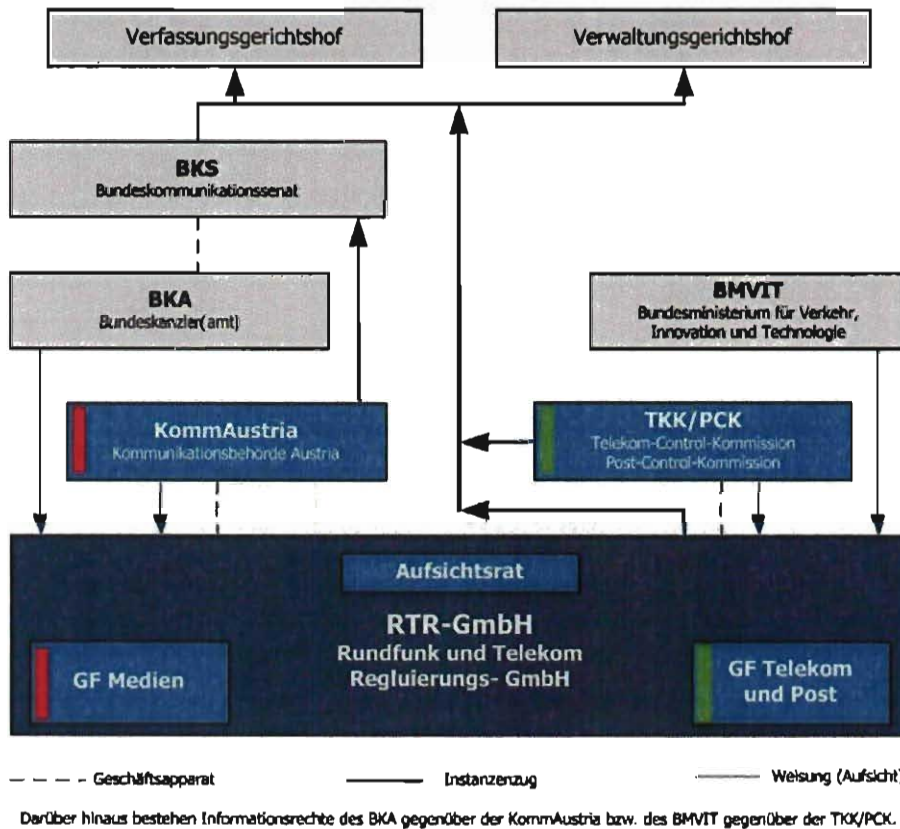 Verfassungsgerichtshof
Verwaltungsgerichtshof
BKS
Bundeskommunikationssenat
BKA
Bundeskanzler(amt)
BMVIT
Bundesministerium für Verkehr,
Innovation und Technologie
KommAustria
Kommunikationsbehörde Austria
TKK/PCK
Telekom-Control-Kommission
Post-Control-Kommission
Aufsichtsrat
RTR-GmbH
Rundfunk und Telekom
Regluierungs- GmbH
GF Medien
GF Telekom
und Post
Geschäftsapparat
Instanzenzug
Weisung (Aufsicht)
Darüber hinaus bestehen Informationsrechte des BKA gegenüber der KommAustria bzw. des BMVIT gegenüber der TKK/PCK.